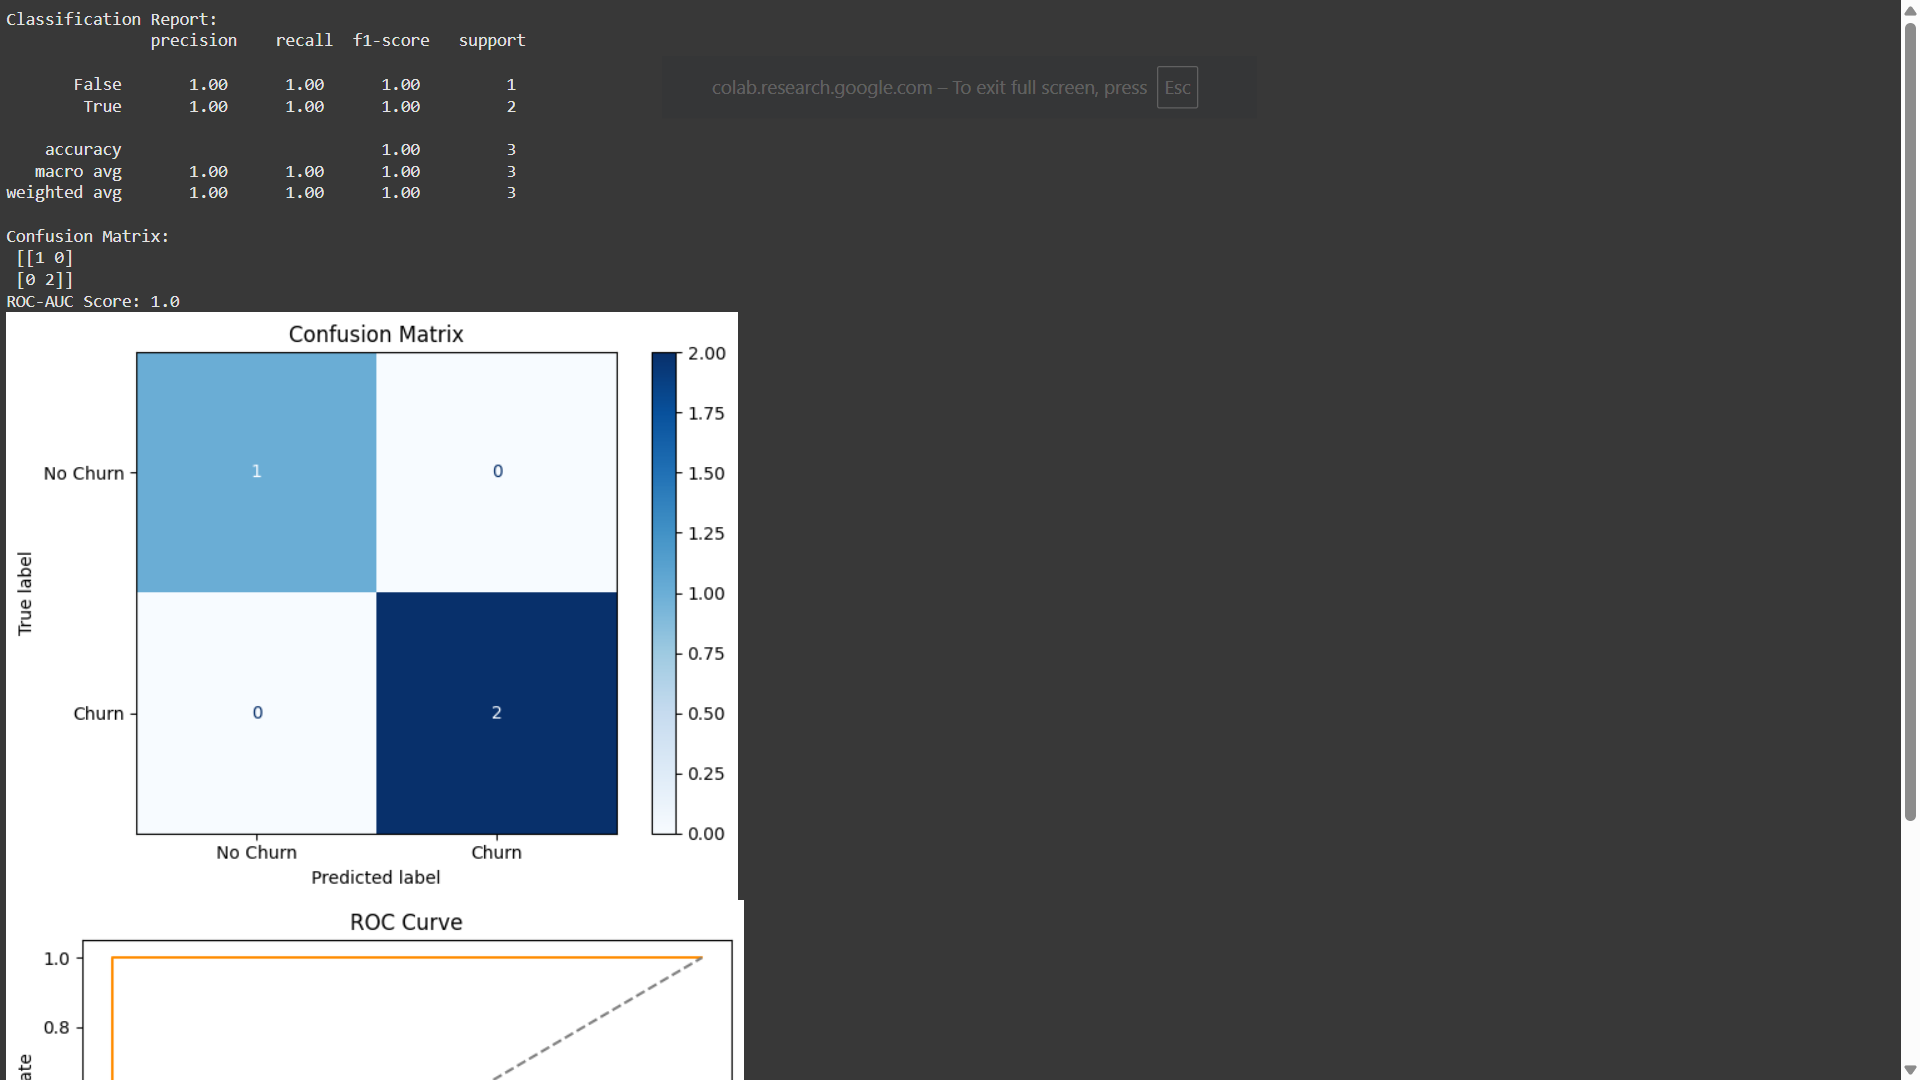 Classification Report:
precision recall f1-score support
False 1.00 1.00 1.00 1
True 1.00 1.00 1.00 2
accuracy 1.00 3
macro avg 1.00 1.00 1.00 3
weighted avg 1.00 1.00 1.00 3
Confusion Matrix:
[[1 0]
[0 2]]
ROC-AUC Score: 1.0
colab.research.google.com – To exit full screen, press Esc
Confusion Matrix
True label
No Churn
Churn
1
0
0
2
No Churn
Churn
Predicted label
2.00
1.75
1.50
1.25
1.00
0.75
0.50
0.25
0.00
ROC Curve
1.0
0.8